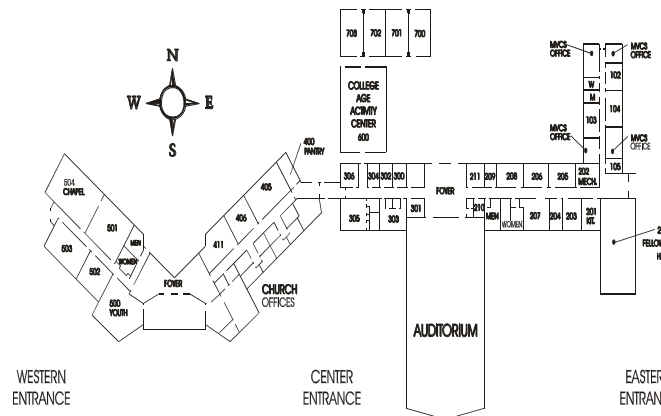 703 702 701 700
COLLEGE
AGE
ACTIVITY
CENTER
600
MVCS
OFFICE
MVCS
OFFICE
W
M
102
103
104
MVCS
OFFICE
MVCS
OFFICE
105
N
W E
S
400
PANTRY
504
CHAPEL
501
503
502
MEN
WOMEN
500
YOUTH
FOYER
405
406
411
CHURCH
OFFICES
306 304 302 300
305 303 301
FOYER
211 209 208 206 205 202
MECH.
210 MEN WOMEN 207 204 203 201
KIT.
AUDITORIUM
WESTERN
ENTRANCE
CENTER
ENTRANCE